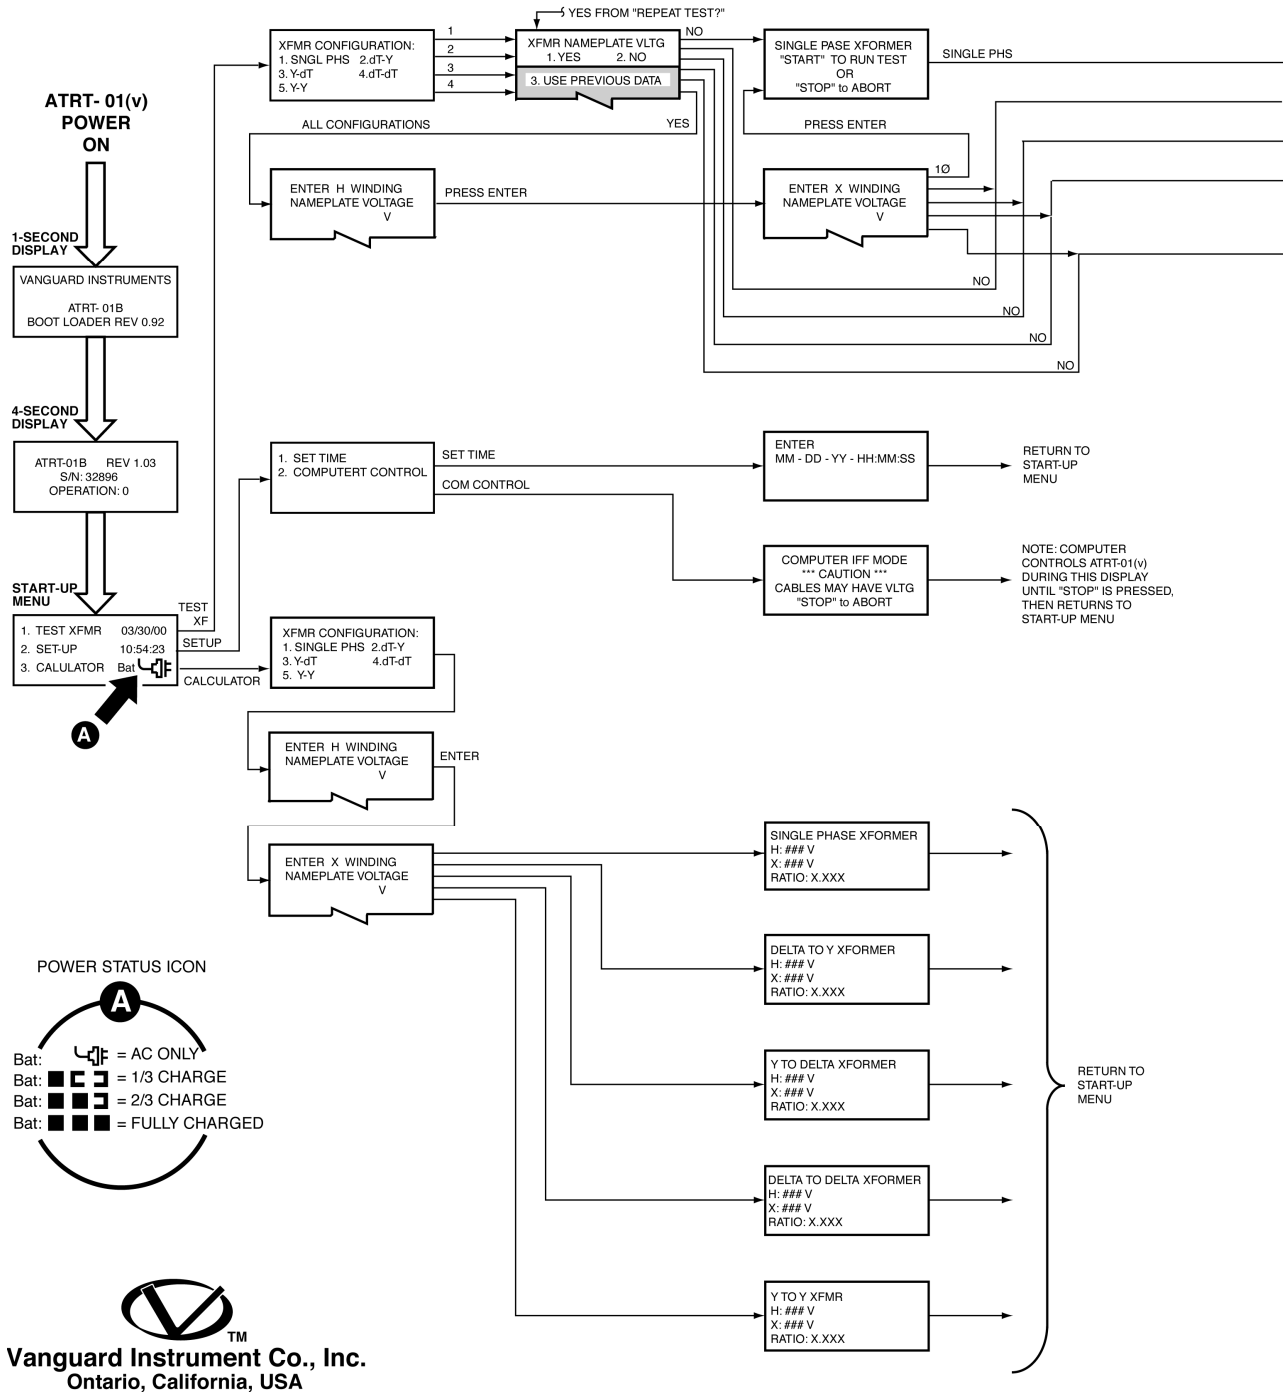 YES FROM "REPEAT TEST?"
ATRT- 01(v)
POWER
ON
1-SECOND
DISPLAY
VANGUARD INSTRUMENTS
ATRT- 01B
BOOT LOADER REV 0.92
4-SECOND
DISPLAY
ATRT-01B REV 1.03
S/N: 32896
OPERATION: 0
START-UP
MENU
1. TEST XFMR 03/30/00
2. SET-UP 10:54:23
3. CALULATOR Bat
A
TEST
XF
SETUP
CALCULATOR
XFMR CONFIGURATION:
1. SNGL PHS 2.dT-Y
3. Y-dT 4.dT-dT
5. Y-Y
1
2
3
4
XFMR NAMEPLATE VLTG
1. YES 2. NO
3. USE PREVIOUS DATA
NO
YES
SINGLE PASE XFORMER
"START" TO RUN TEST
OR
"STOP" to ABORT
SINGLE PHS
ALL CONFIGURATIONS
PRESS ENTER
ENTER H WINDING
NAMEPLATE VOLTAGE
V
PRESS ENTER
ENTER X WINDING
NAMEPLATE VOLTAGE
V
1Ø
NO
NO
NO
NO
1. SET TIME
2. COMPUTERT CONTROL
SET TIME
COM CONTROL
ENTER
MM - DD - YY - HH:MM:SS
RETURN TO
START-UP
MENU
COMPUTER IFF MODE
*** CAUTION ***
CABLES MAY HAVE VLTG
"STOP" to ABORT
NOTE: COMPUTER
CONTROLS ATRT-01(v)
DURING THIS DISPLAY
UNTIL "STOP" IS PRESSED,
THEN RETURNS TO
START-UP MENU
XFMR CONFIGURATION:
1. SINGLE PHS 2.dT-Y
3. Y-dT 4.dT-dT
5. Y-Y
ENTER H WINDING
NAMEPLATE VOLTAGE
V
ENTER
ENTER X WINDING
NAMEPLATE VOLTAGE
V
SINGLE PHASE XFORMER
H: ### V
X: ### V
RATIO: X.XXX
DELTA TO Y XFORMER
H: ### V
X: ### V
RATIO: X.XXX
Y TO DELTA XFORMER
H: ### V
X: ### V
RATIO: X.XXX
DELTA TO DELTA XFORMER
H: ### V
X: ### V
RATIO: X.XXX
Y TO Y XFMR
H: ### V
X: ### V
RATIO: X.XXX
RETURN TO
START-UP
MENU
POWER STATUS ICON
A
Bat: = AC ONLY
Bat: = 1/3 CHARGE
Bat: = 2/3 CHARGE
Bat: = FULLY CHARGED
TM
Vanguard Instrument Co., Inc.
Ontario, California, USA